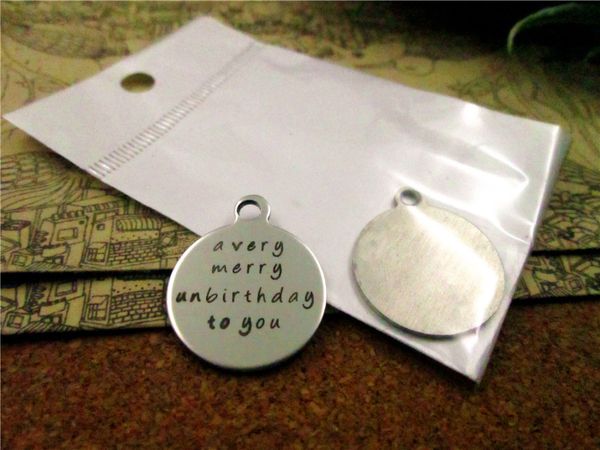 a very
merry
unbirthday
to you